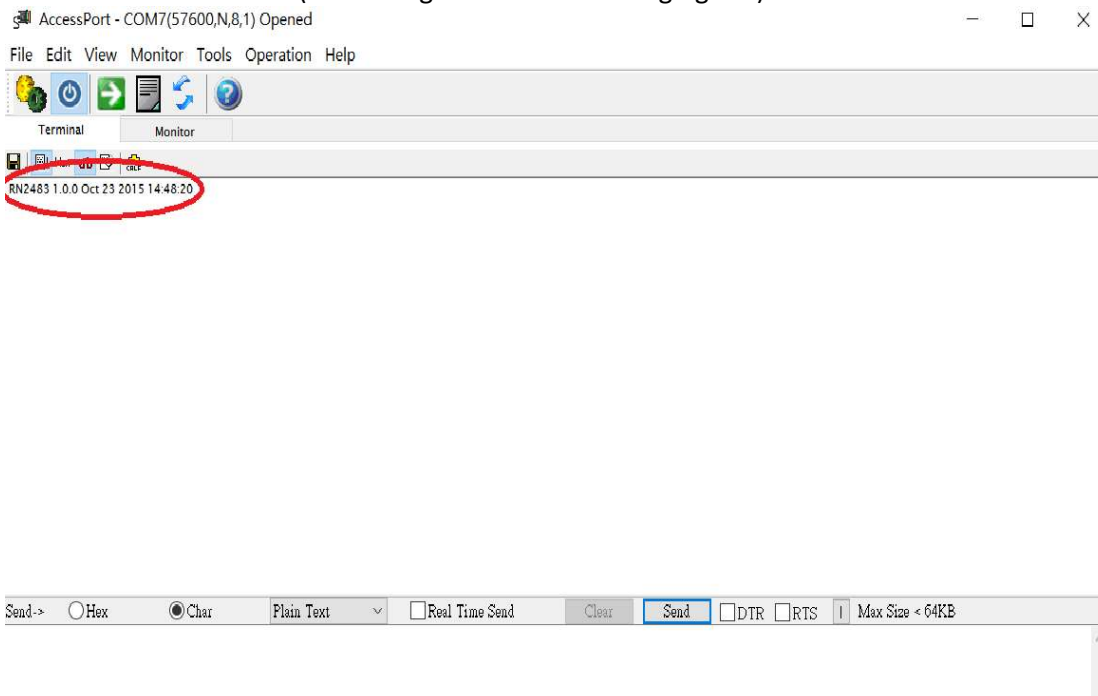 AccessPort - COM7(57600,N,8,1) Opened
File Edit View Monitor Tools Operation Help
Terminal Monitor
RN2483 1.0.0 Oct 23 2015 14:48:20
Send-> Hex Char Plain Text Real Time Send Clear Send DTR RTS Max Size < 64KB